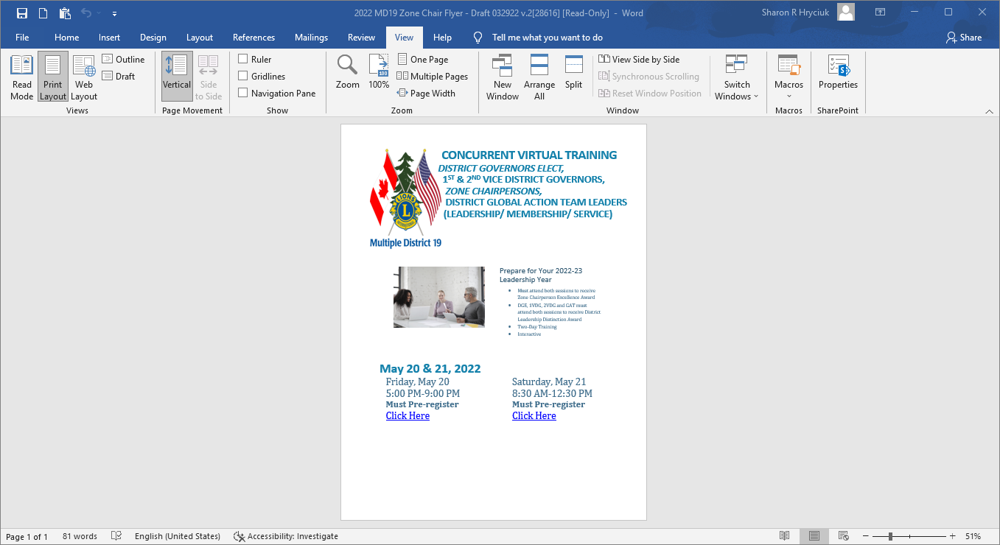 2022 MD19 Zone Chair Flyer - Draft 032922 v.2[28616] [Read-Only] - Word
Sharon R Hryciuk
File Home Insert Design Layout References Mailings Review View Help Tell me what you want to do Share
Read Mode
Print Layout
Web Layout
Outline
Draft
Views
Vertical
Side to Side
Page Movement
Ruler
Gridlines
Navigation Pane
Show
Zoom
100
100%
One Page
Multiple Pages
Page Width
Zoom
New Window
Arrange All
Split
View Side by Side
Synchronous Scrolling
Reset Window Position
Switch Windows
Window
Macros
Macros
Properties
SharePoint
CONCURRENT VIRTUAL TRAINING
DISTRICT GOVERNORS ELECT,
1ST & 2ND VICE DISTRICT GOVERNORS,
ZONE CHAIRPERSONS,
DISTRICT GLOBAL ACTION TEAM LEADERS
(LEADERSHIP/ MEMBERSHIP/ SERVICE)
LIONS
L
INTERNATIONAL
Multiple District 19
Prepare for Your 2022-23
Leadership Year
• Must attend both sessions to receive
Zone Chairperson Excellence Award
• DGE, 1VDG, 2VDG and GAT must
attend both sessions to receive District
Leadership Distinction Award
• Two-Day Training
• Interactive
May 20 & 21, 2022
Friday, May 20
5:00 PM-9:00 PM
Must Pre-register
Click Here
Saturday, May 21
8:30 AM-12:30 PM
Must Pre-register
Click Here
Page 1 of 1 81 words English (United States) Accessibility: Investigate 51%